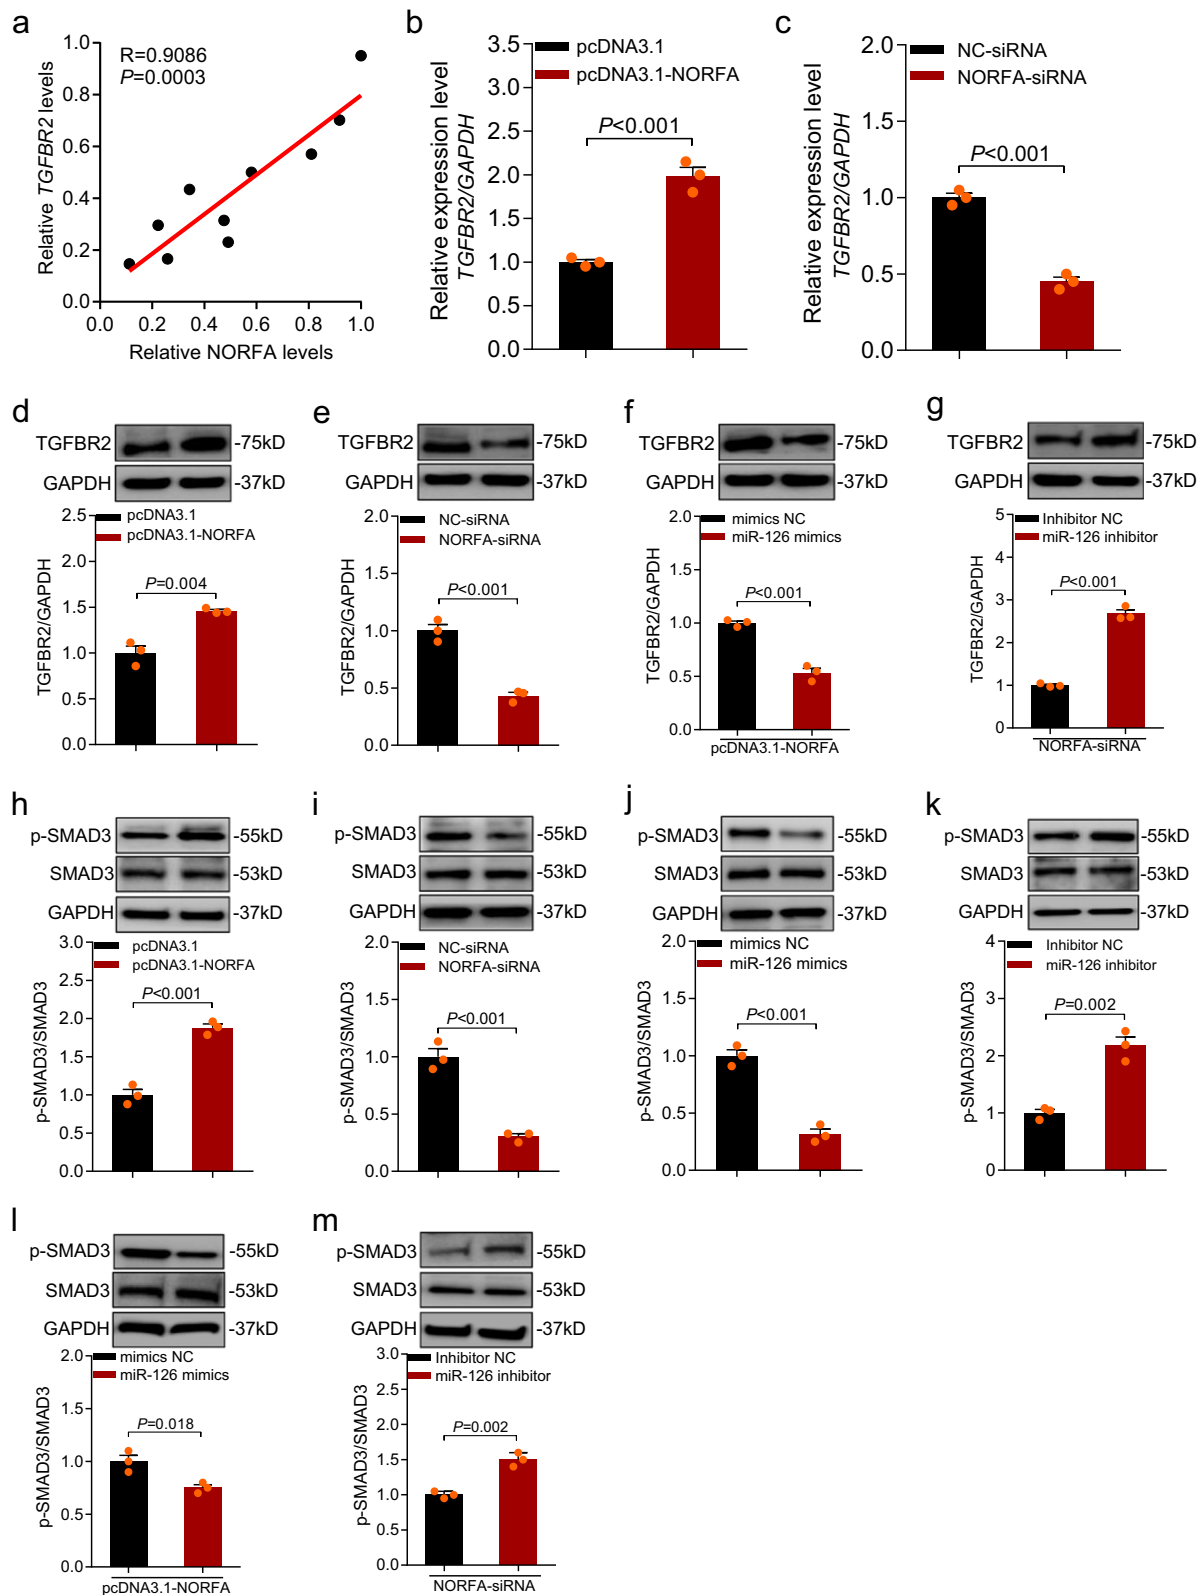 a
R=0.9086
P=0.0003
Relative TGFBR2 levels
1.0
0.8
0.6
0.4
0.2
0.0
0.0 0.2 0.4 0.6 0.8 1.0
Relative NORFA levels
b
pcDNA3.1
pcDNA3.1-NORFA
P<0.001
Relative expression level
TGFBR2/GAPDH
3.5
3.0
2.5
2.0
1.5
1.0
0.5
0.0
c
NC-siRNA
NORFA-siRNA
P<0.001
Relative expression level
TGFBR2/GAPDH
2.0
1.5
1.0
0.5
0.0
d
TGFBR2 -75kD
GAPDH -37kD
pcDNA3.1
pcDNA3.1-NORFA
P=0.004
TGFBR2/GAPDH
2.5
2.0
1.5
1.0
0.5
0.0
e
TGFBR2 -75kD
GAPDH -37kD
NC-siRNA
NORFA-siRNA
P<0.001
TGFBR2/GAPDH
2.0
1.5
1.0
0.5
0.0
f
TGFBR2 -75kD
GAPDH -37kD
mimics NC
miR-126 mimics
P<0.001
TGFBR2/GAPDH
2.0
1.5
1.0
0.5
0.0
pcDNA3.1-NORFA
g
TGFBR2 -75kD
GAPDH -37kD
Inhibitor NC
miR-126 inhibitor
P<0.001
TGFBR2/GAPDH
5
4
3
2
1
0
NORFA-siRNA
h
p-SMAD3 -55kD
SMAD3 -53kD
GAPDH -37kD
pcDNA3.1
pcDNA3.1-NORFA
P<0.001
p-SMAD3/SMAD3
3.0
2.5
2.0
1.5
1.0
0.5
0.0
i
p-SMAD3 -55kD
SMAD3 -53kD
GAPDH -37kD
NC-siRNA
NORFA-siRNA
P<0.001
p-SMAD3/SMAD3
2.0
1.5
1.0
0.5
0.0
j
p-SMAD3 -55kD
SMAD3 -53kD
GAPDH -37kD
mimics NC
miR-126 mimics
P<0.001
p-SMAD3/SMAD3
2.0
1.5
1.0
0.5
0.0
k
p-SMAD3 -55kD
SMAD3 -53kD
GAPDH -37kD
Inhibitor NC
miR-126 inhibitor
P=0.002
p-SMAD3/SMAD3
4
3
2
1
0
l
p-SMAD3 -55kD
SMAD3 -53kD
GAPDH -37kD
mimics NC
miR-126 mimics
P=0.018
p-SMAD3/SMAD3
2.0
1.5
1.0
0.5
0.0
pcDNA3.1-NORFA
m
p-SMAD3 -55kD
SMAD3 -53kD
GAPDH -37kD
Inhibitor NC
miR-126 inhibitor
P=0.002
p-SMAD3/SMAD3
3.0
2.5
2.0
1.5
1.0
0.5
0.0
NORFA-siRNA